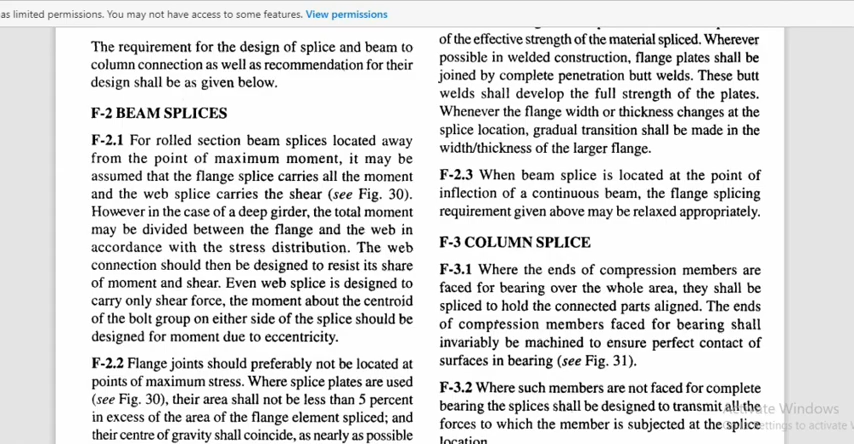 as limited permissions. You may not have access to some features. View permissions
The requirement for the design of splice and beam to
column connection as well as recommendation for their
design shall be as given below.
F-2 BEAM SPLICES
F-2.1 For rolled section beam splices located away
from the point of maximum moment, it may be
assumed that the flange splice carries all the moment
and the web splice carries the shear (see Fig. 30).
However in the case of a deep girder, the total moment
may be divided between the flange and the web in
accordance with the stress distribution. The web
connection should then be designed to resist its share
of moment and shear. Even web splice is designed to
carry only shear force, the moment about the centroid
of the bolt group on either side of the splice should be
designed for moment due to eccentricity.
F-2.2 Flange joints should preferably not be located at
points of maximum stress. Where splice plates are used
(see Fig. 30), their area shall not be less than 5 percent
in excess of the area of the flange element spliced; and
their centre of gravity shall coincide, as nearly as possible
of the effective strength of the material spliced. Wherever
possible in welded construction, flange plates shall be
joined by complete penetration butt welds. These butt
welds shall develop the full strength of the plates.
Whenever the flange width or thickness changes at the
splice location, gradual transition shall be made in the
width/thickness of the larger flange.
F-2.3 When beam splice is located at the point of
inflection of a continuous beam, the flange splicing
requirement given above may be relaxed appropriately.
F-3 COLUMN SPLICE
F-3.1 Where the ends of compression members are
faced for bearing over the whole area, they shall be
spliced to hold the connected parts aligned. The ends
of compression members faced for bearing shall
invariably be machined to ensure perfect contact of
surfaces in bearing (see Fig. 31).
F-3.2 Where such members are not faced for complete
bearing the splices shall be designed to transmit all the
forces to which the member is subjected at the splice
location.
Activate Windows
Settings to activate